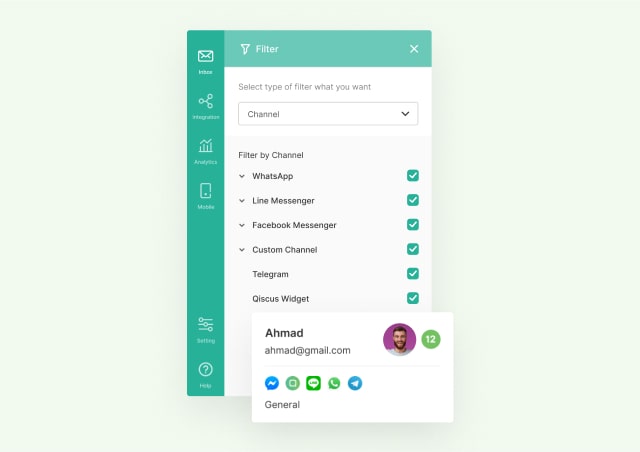 Inbox
Integration
Analytics
Mobile
Setting
Help
Filter
Select type of filter what you want
Channel
Filter by Channel
WhatsApp
Line Messenger
Facebook Messenger
Custom Channel
Telegram
Qiscus Widget
Ahmad
12
ahmad@gmail.com
LINE
General